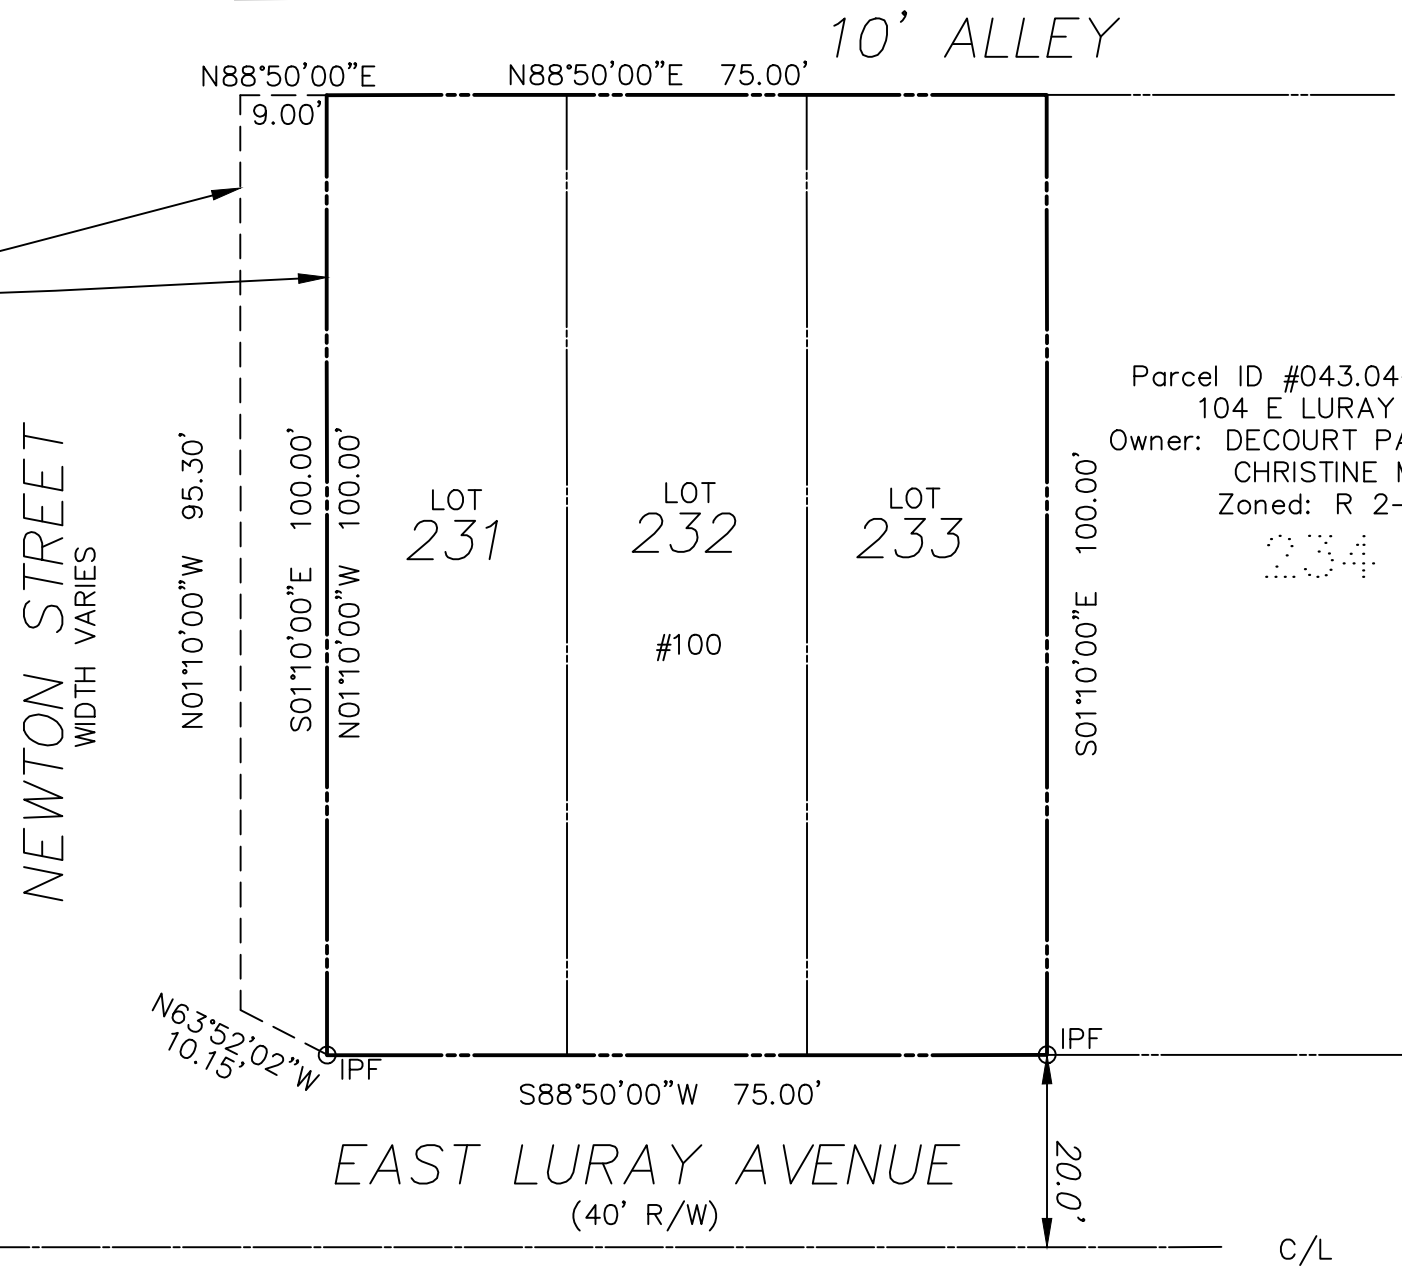 10' ALLEY
N88°50'00"E
N88°50'00"E 75.00'
9.00'
Parcel ID #043.04
104 E LURAY
Owner: DECOURT PA
CHRISTINE M
Zoned: R 2-
234
NEWTON STREET
WIDTH VARIES
N01°10'00"W 95.30'
S01°10'00"E 100.00'
N01°10'00"W 100.00'
LOT
231
LOT
232
LOT
233
#100
S01°10'00"E 100.00'
N63°52'02"W
10.15'
IPF
IPF
S88°50'00"W 75.00'
EAST LURAY AVENUE
(40' R/W)
20.0'
C/L